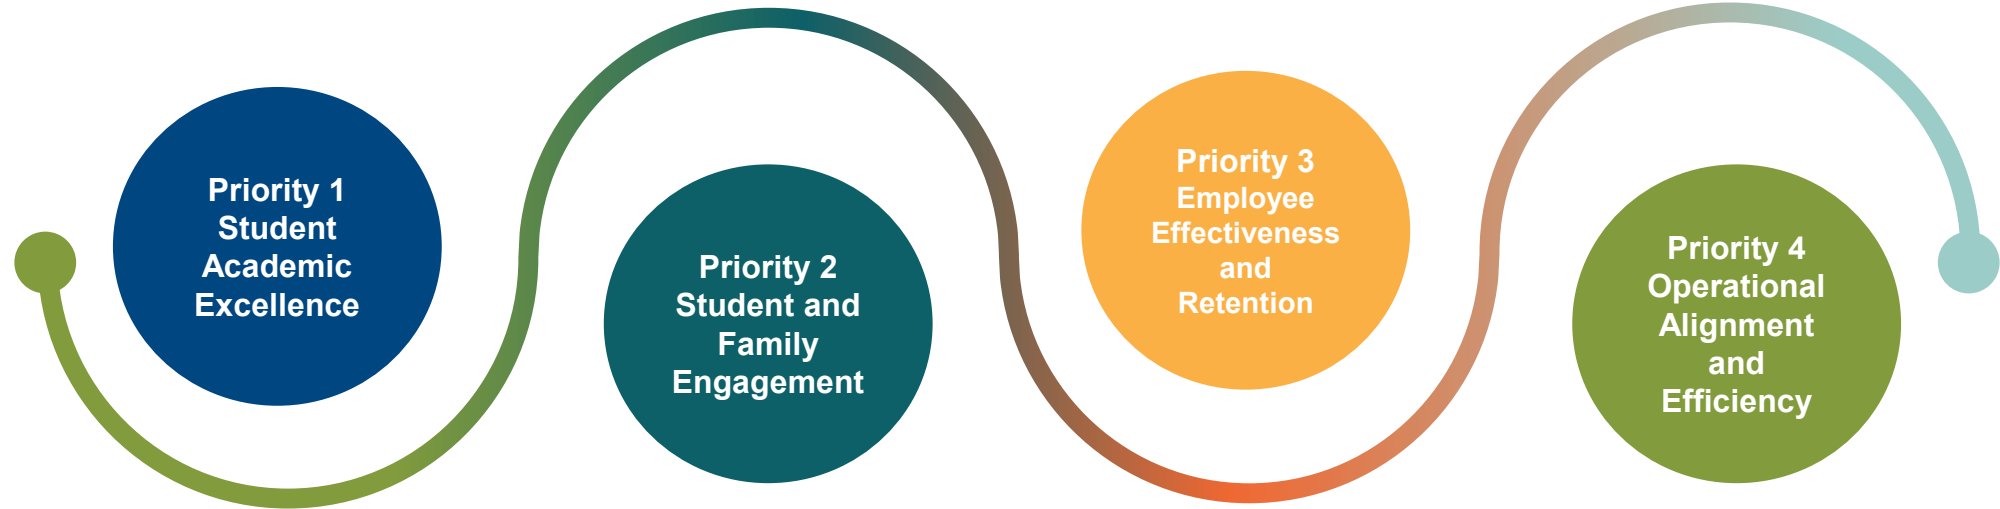 Priority 1
Student
Academic
Excellence
Priority 2
Student and
Family
Engagement
Priority 3
Employee
Effectiveness
and
Retention
Priority 4
Operational
Alignment
and
Efficiency